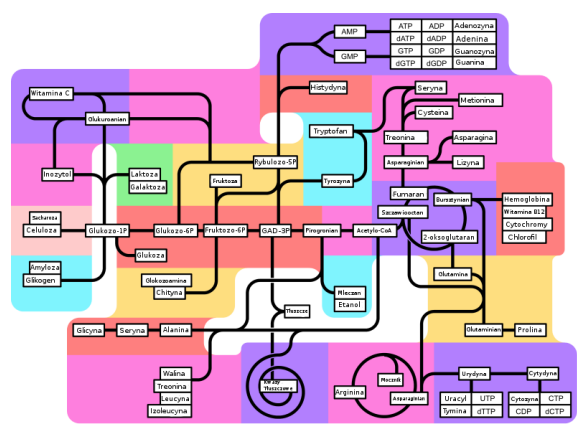 AMP
ATP ADP Adenozyna
dATP dADP Adenina
GMP
GTP GDP Guanozyna
dGTP dGDP Guanina
Witamina C
Histydyna
Seryna
Metionina
Cysteina
Glukuronian
Tryptofan
Treonina
Asparagina
Rybulozo-5P
Asparaginian
Lizyna
Inozytol
Laktoza
Galaktoza
Fruktoza
Tyrozyna
Fumaran
Bursztynian
Hemoglobina
Witamina B12
Cytochromy
Chlorofil
Sacharoza
Celuloza
Glukozo-1P
Glukozo-6P
Fruktozo-6P
GAD-3P
Pirogronian
Acetylo-CoA
Szczawiooctan
2-oksoglutaran
Glukoza
Amyloza
Glikogen
Glukozoamina
Chityna
Mleczan
Etanol
Glutamina
Tłuszcze
Glicyna
Seryna
Alanina
Glutaminian
Prolina
Walina
Treonina
Leucyna
Izoleucyna
Kwasy
Tłuszczowe
Arginina
Mocznik
Asparaginian
Urydyna
Cytydyna
Uracyl UTP
Tymina dTTP
Cytozyna CTP
CDP dCTP